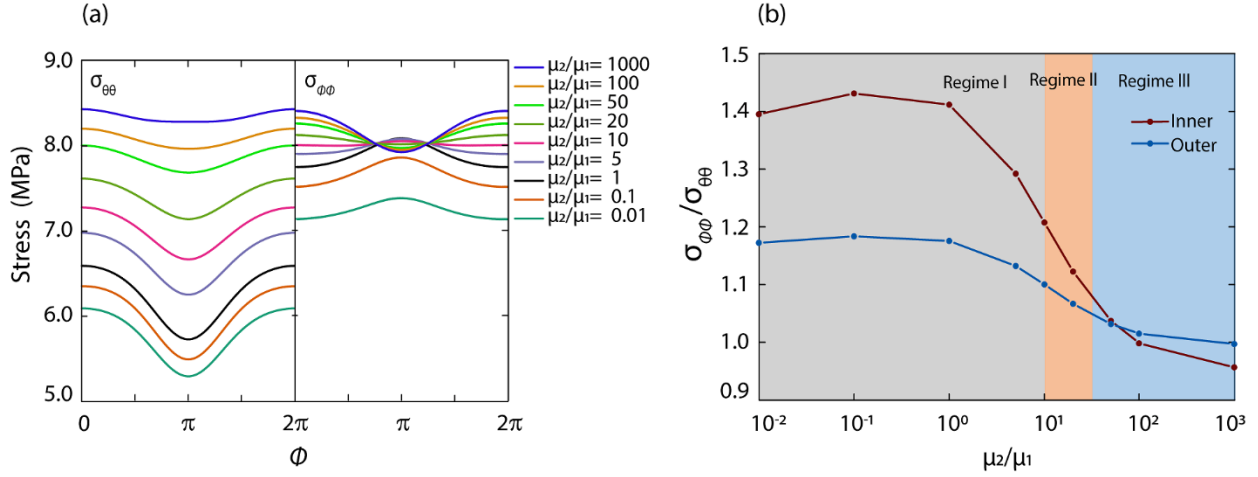 (a)
(b)
σθθ
σΦΦ
9.0
8.0
7.0
6.0
5.0
Stress (MPa)
0
π
2π
π
2π
Φ
μ₂/μ₁= 1000
μ₂/μ₁= 100
μ₂/μ₁= 50
μ₂/μ₁= 20
μ₂/μ₁= 10
μ₂/μ₁= 5
μ₂/μ₁= 1
μ₂/μ₁= 0.1
μ₂/μ₁= 0.01
1.5
1.4
1.3
1.2
1.1
1.0
0.9
σΦΦ/σθθ
Regime I
Regime II
Regime III
Inner
Outer
10⁻²
10⁻¹
10⁰
10¹
10²
10³
μ₂/μ₁